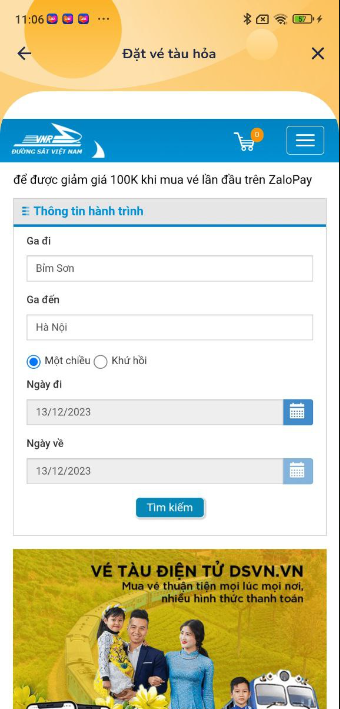 11:06 ...
57
Đặt vé tàu hỏa
VNR
ĐƯỜNG SẮT VIỆT NAM
0
để được giảm giá 100K khi mua vé lần đầu trên ZaloPay
Thông tin hành trình
Ga đi
Bỉm Sơn
Ga đến
Hà Nội
Một chiều Khứ hồi
Ngày đi
13/12/2023
Ngày về
13/12/2023
Tìm kiếm
VÉ TÀU ĐIỆN TỬ DSVN.VN
Mua vé thuận tiện mọi lúc mọi nơi,
nhiều hình thức thanh toán